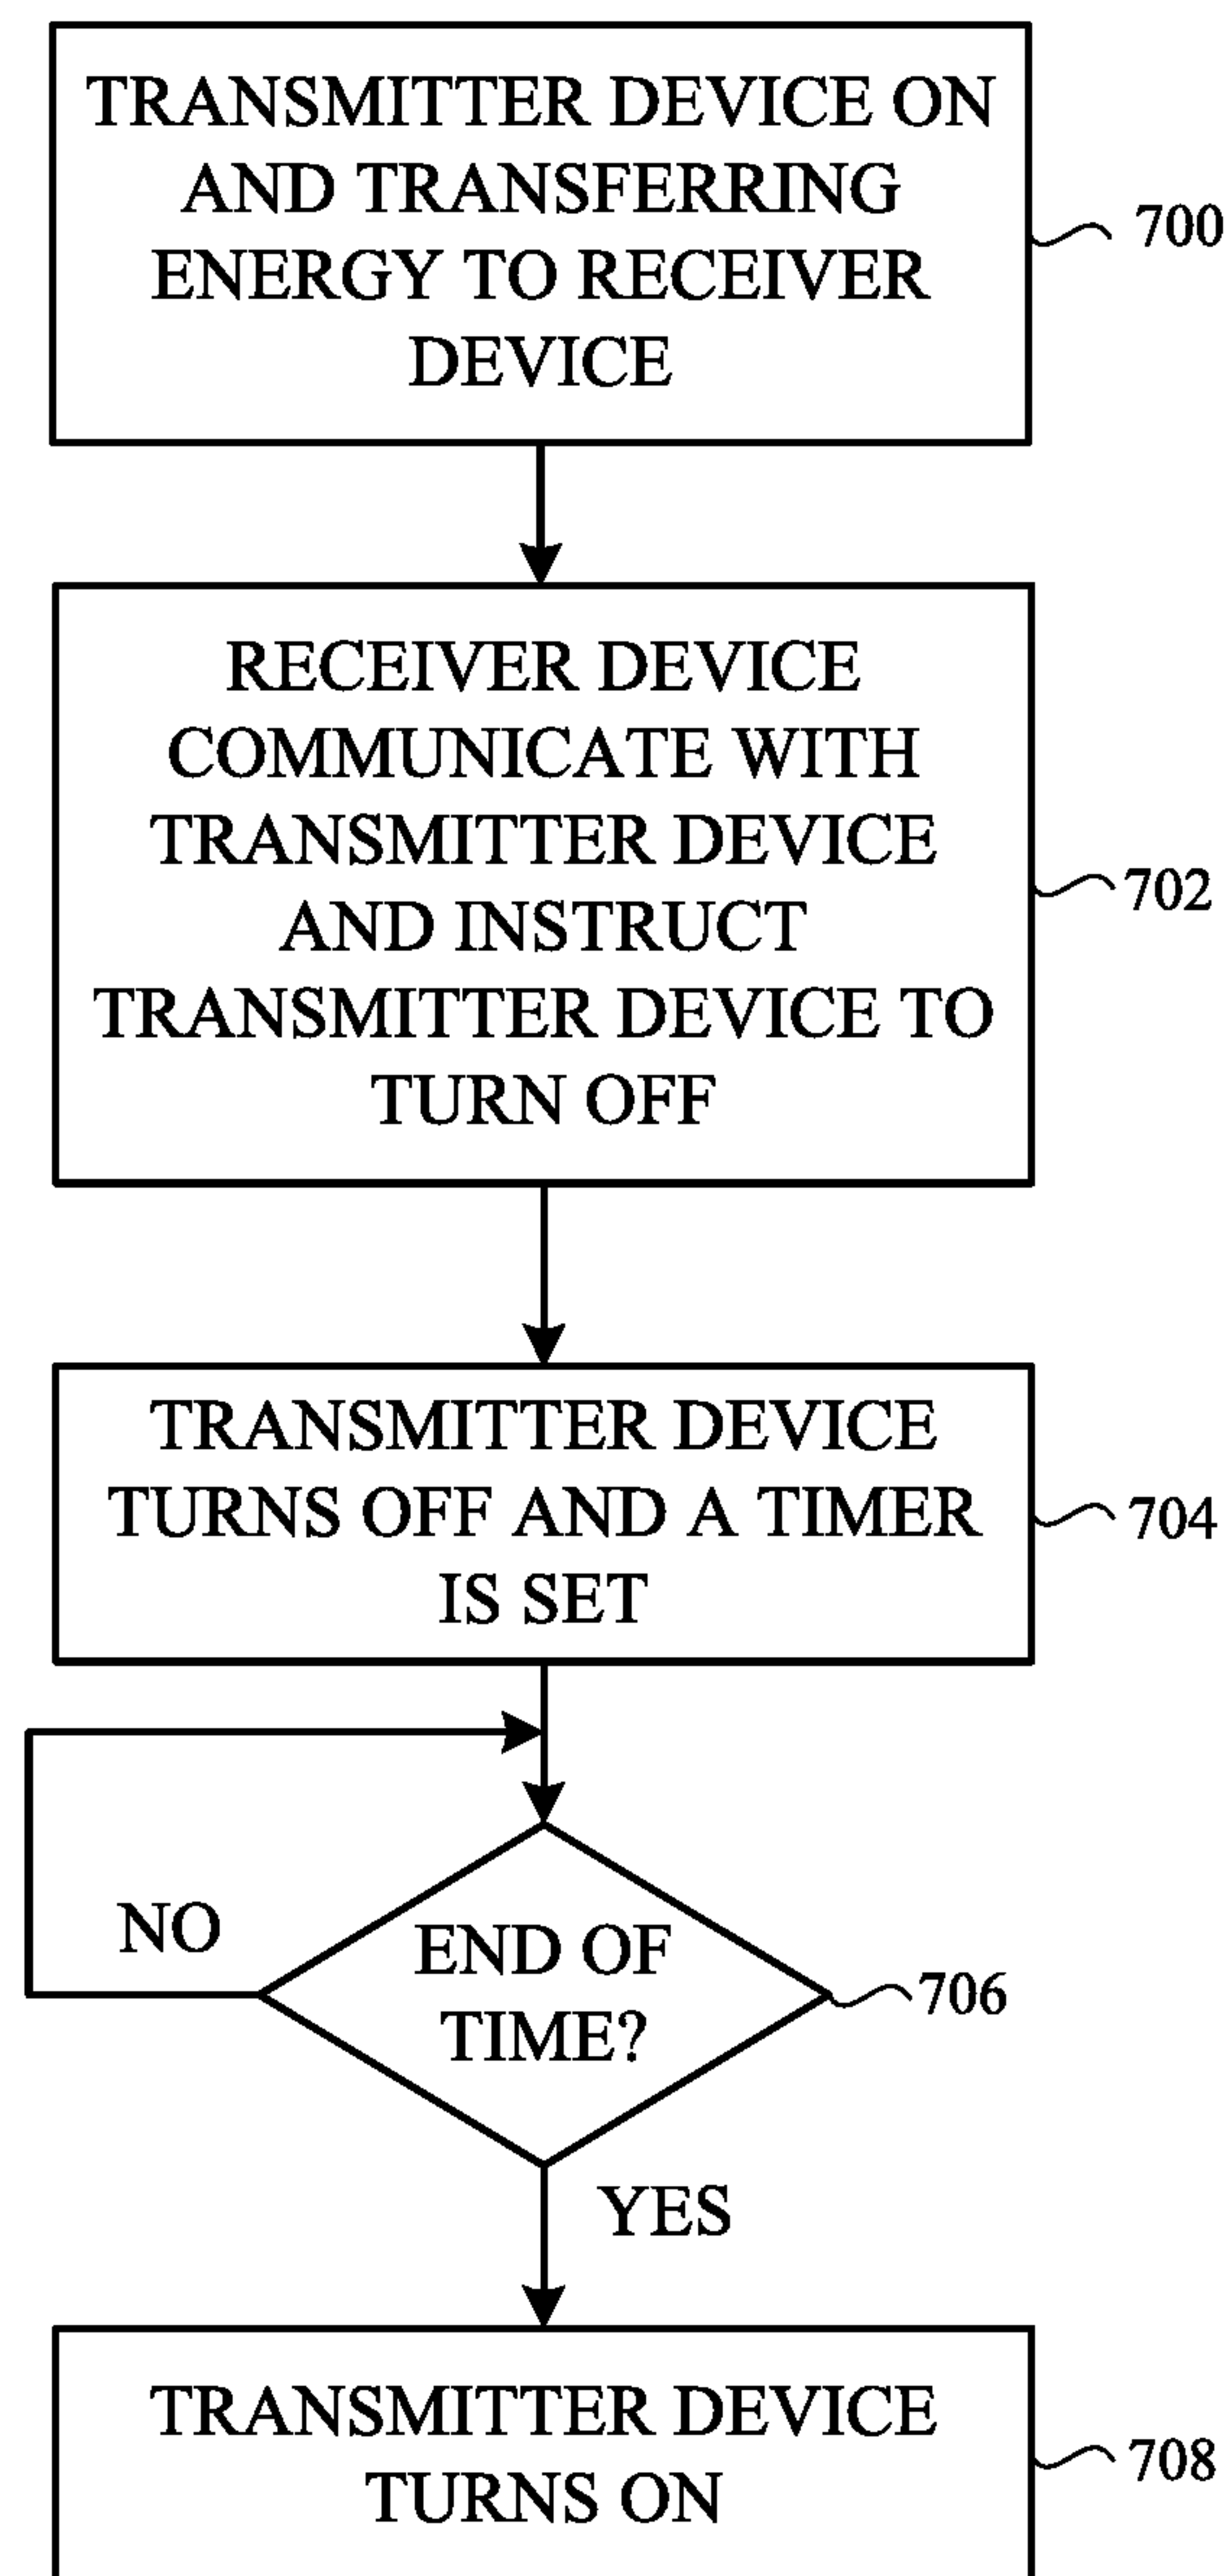 TRANSMITTER DEVICE ON
AND TRANSFERRING
ENERGY TO RECEIVER
DEVICE
700
RECEIVER DEVICE
COMMUNICATE WITH
TRANSMITTER DEVICE
AND INSTRUCT
TRANSMITTER DEVICE TO
TURN OFF
702
TRANSMITTER DEVICE
TURNS OFF AND A TIMER
IS SET
704
NO
END OF
TIME?
706
YES
TRANSMITTER DEVICE
TURNS ON
708